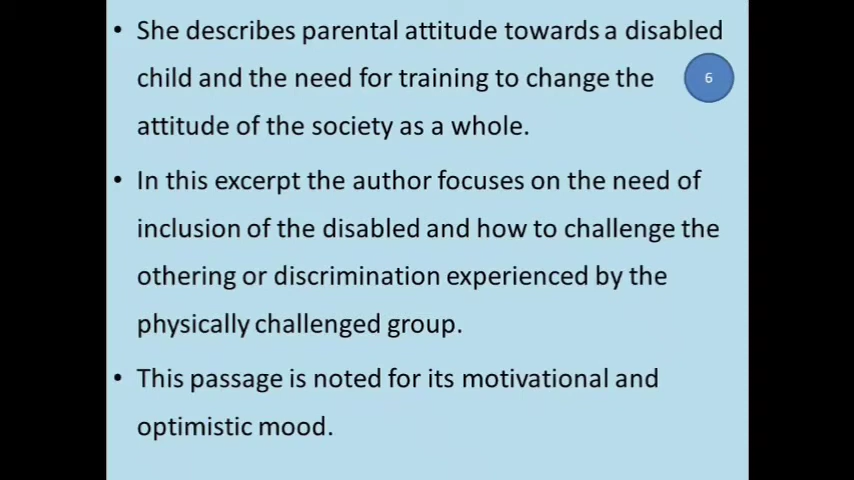 • She describes parental attitude towards a disabled
child and the need for training to change the
6
attitude of the society as a whole.
• In this excerpt the author focuses on the need of
inclusion of the disabled and how to challenge the
othering or discrimination experienced by the
physically challenged group.
• This passage is noted for its motivational and
optimistic mood.